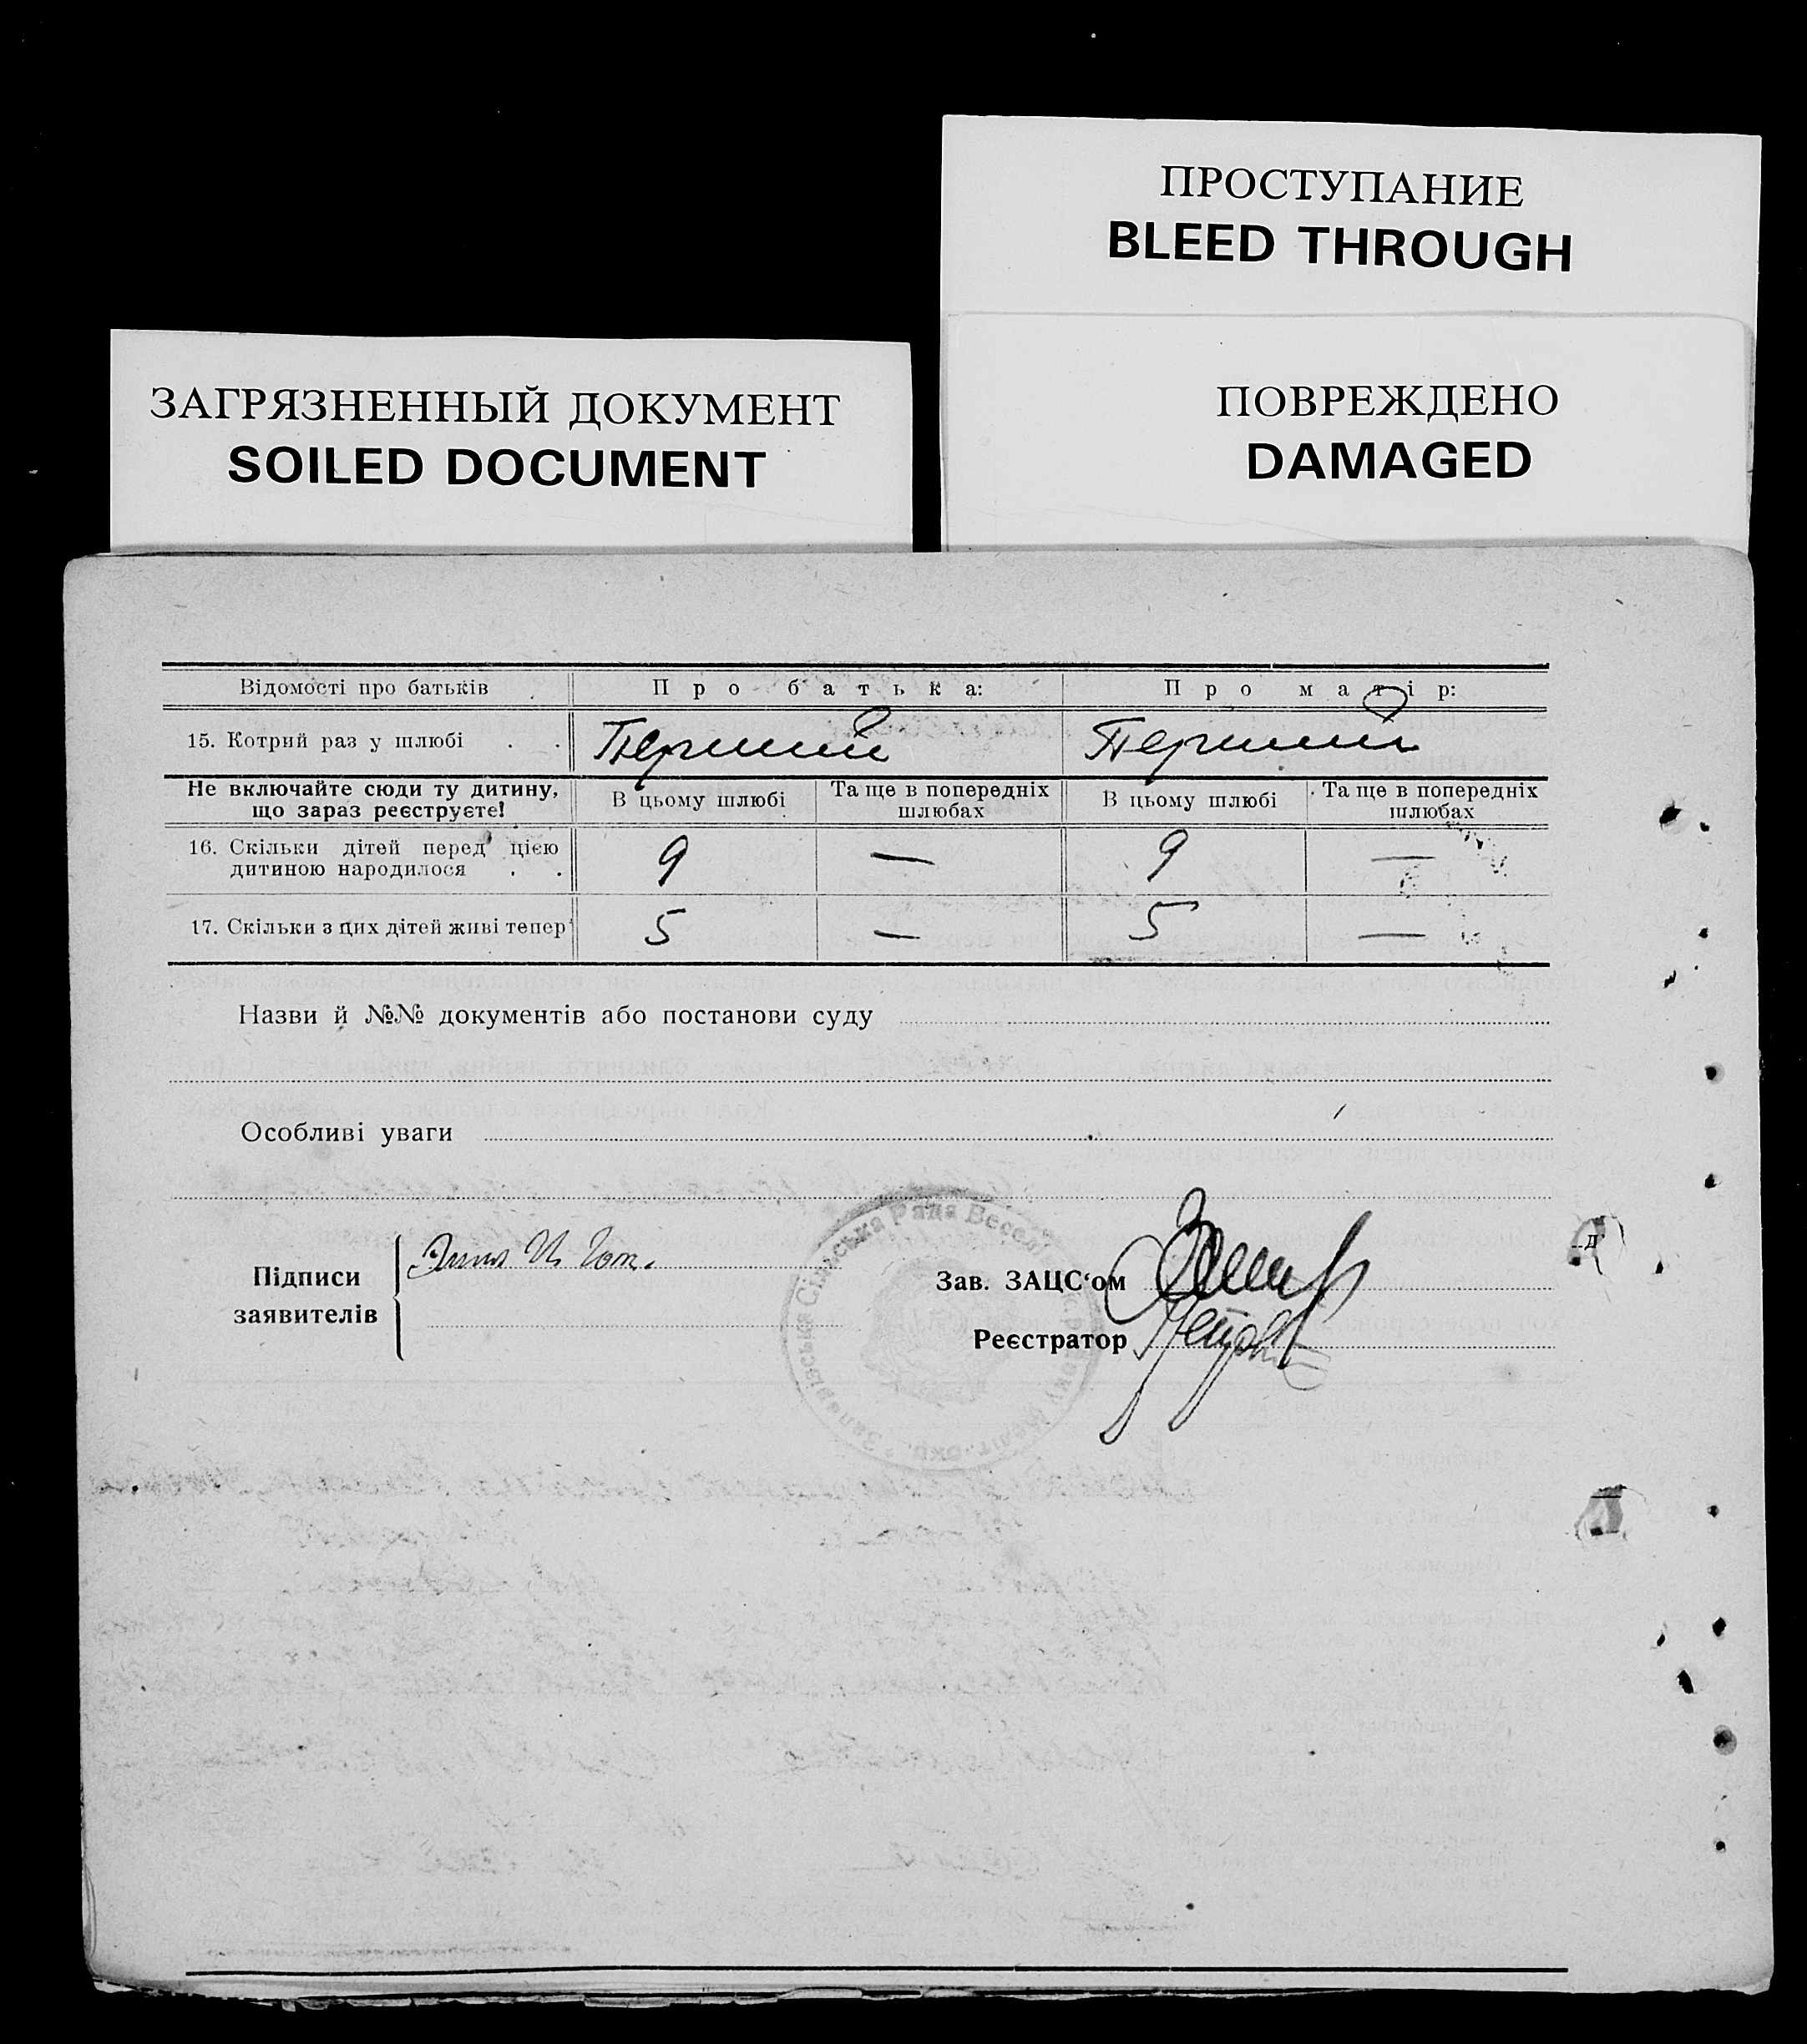 ПРОСТУПАНИЕ
BLEED THROUGH
ЗАГРЯЗНЕННЫЙ ДОКУМЕНТ
SOILED DOCUMENT
ПОВРЕЖДЕНО
DAMAGED
Відомості про батьків Про батька: Про матір:
15. Котрий раз у шлюбі . . Перший Перший
Не включайте сюди ту дитину, що зараз реєструєте!
В цьому шлюбі Та ще в попередніх шлюбах В цьому шлюбі Та ще в попередніх шлюбах
16. Скільки дітей перед цією
дитиною народилося . . 9 — 9 —
17. Скільки з цих дітей живі тепер 5 — 5 —
Назви й №№ документів або постанови суду
Особливі уваги
Підписи
заявителів
Зав. ЗАЦС‘ом
Реєстратор
Сільська Рада